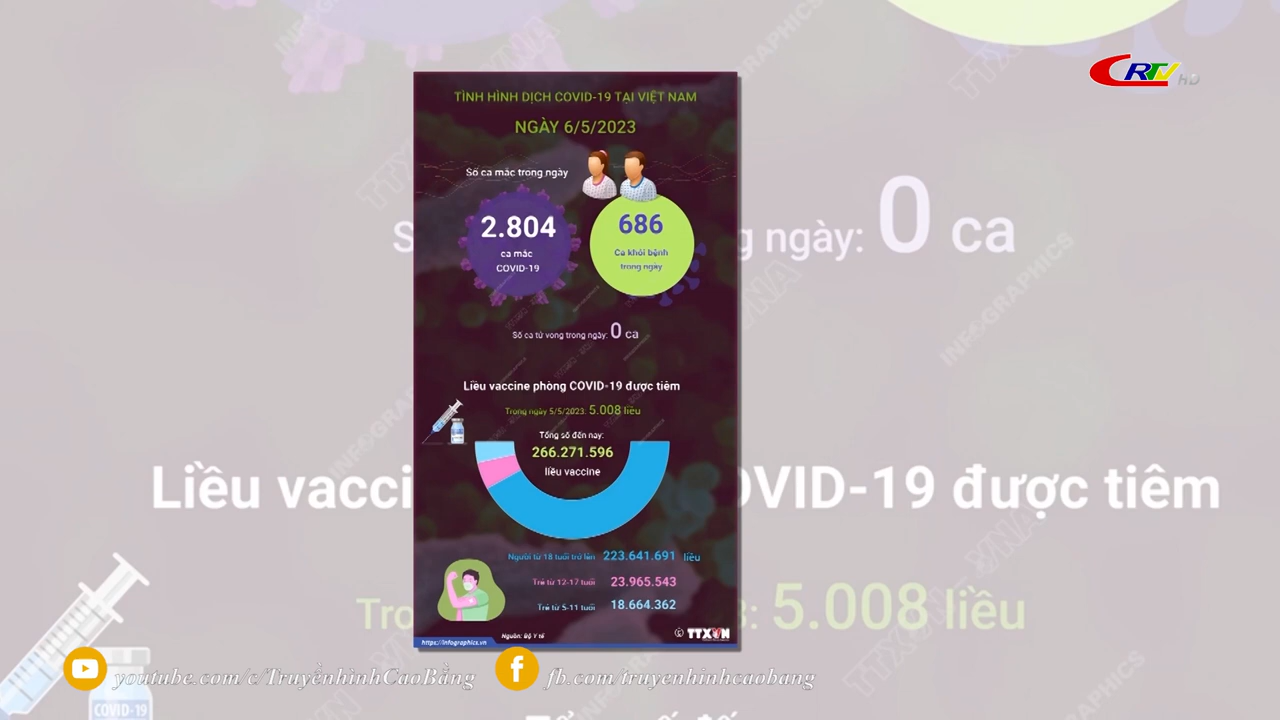 CRTV HD
TÌNH HÌNH DỊCH COVID-19 TẠI VIỆT NAM
NGÀY 6/5/2023
Số ca mắc trong ngày
2.804
ca mắc
COVID-19
686
Ca khỏi bệnh
trong ngày
Số ca tử vong trong ngày: 0 ca
Liều vaccine phòng COVID-19 được tiêm
Trong ngày 5/5/2023: 5.008 liều
Tổng số đến nay:
266.271.596
liều vaccine
Người từ 18 tuổi trở lên 223.641.691 liều
Trẻ từ 12-17 tuổi 23.965.543
Trẻ từ 5-11 tuổi 18.664.362
Nguồn: Bộ Y tế
© TTXVN
https://infographics.vn
ngày: 0 ca
Liều vacci
OVID-19 được tiêm
5.008 liều
COVID-19
youtube.com/c/TruyềnhìnhCaoBằng
fb.com/truyenhinhcaobang